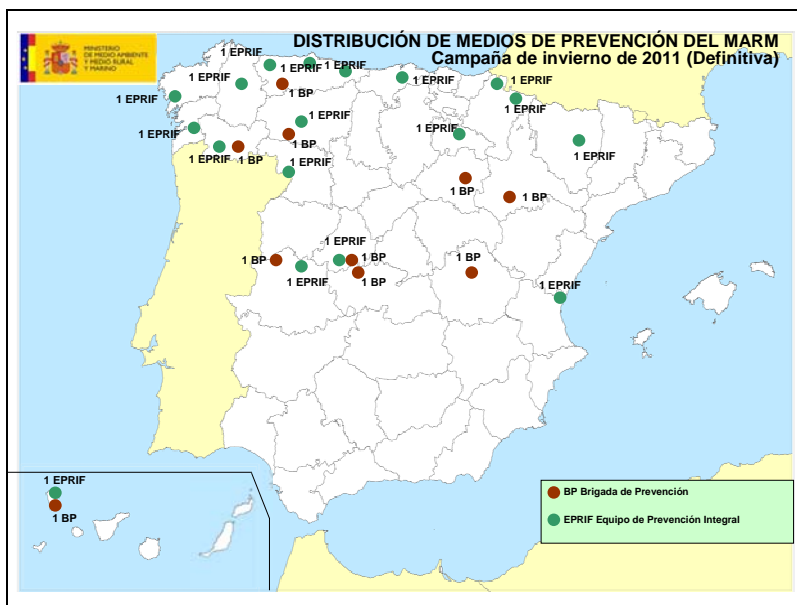 MINISTERIO
DE MEDIO AMBIENTE
Y MEDIO RURAL
Y MARINO
DISTRIBUCIÓN DE MEDIOS DE PREVENCIÓN DEL MARM
Campaña de invierno de 2011 (Definitiva)
1 EPRIF
1 EPRIF
1 EPRIF
1 EPRIF
1 EPRIF
1 EPRIF
1 BP
1 EPRIF
1 EPRIF
1 EPRIF
1 EPRIF
1 EPRIF
1 BP
1 EPRIF
1 EPRIF
1 BP
1 EPRIF
1 EPRIF
1 BP
1 BP
1 EPRIF
1 BP
1 BP
1 BP
1 EPRIF
1 BP
1 EPRIF
1 EPRIF
1 BP
BP Brigada de Prevención
EPRIF Equipo de Prevención Integral